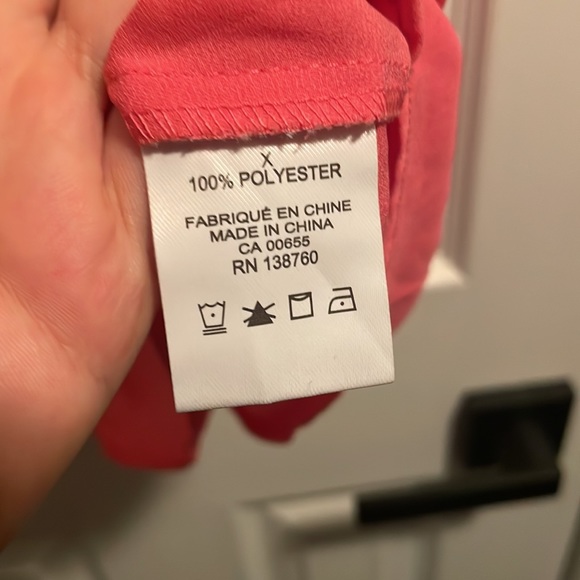 X
100% POLYESTER
FABRIQUÉ EN CHINE
MADE IN CHINA
CA 00655
RN 138760